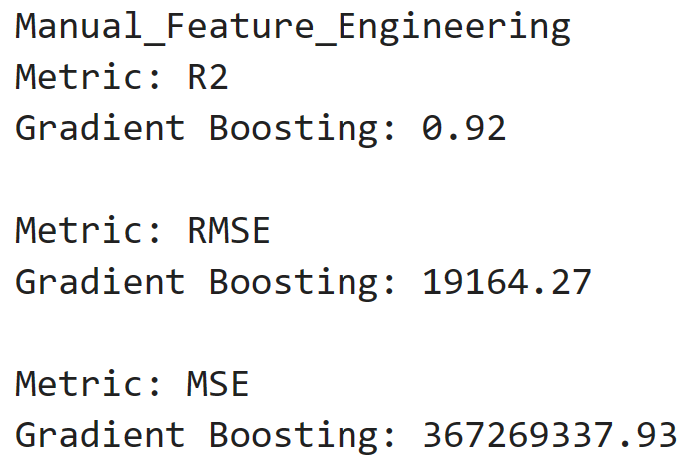 Manual_Feature_Engineering
Metric: R2
Gradient Boosting: 0.92
Metric: RMSE
Gradient Boosting: 19164.27
Metric: MSE
Gradient Boosting: 367269337.93